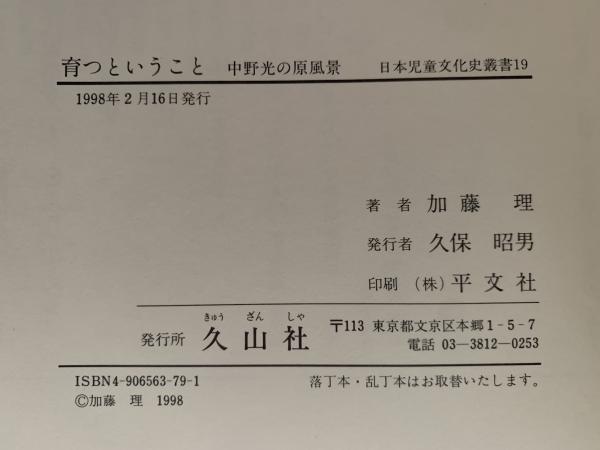 育つということ 中野光の原風景 日本児童文化史叢書19
1998年2月16日発行
著者 加藤 理
発行者 久保 昭男
印刷 (株)平文社
きゅう ざん しゃ
発行所 久山社 〒113 東京都文京区本郷1-5-7
電話 03-3812-0253
ISBN4-906563-79-1 落丁本・乱丁本はお取替いたします。
©加藤 理 1998